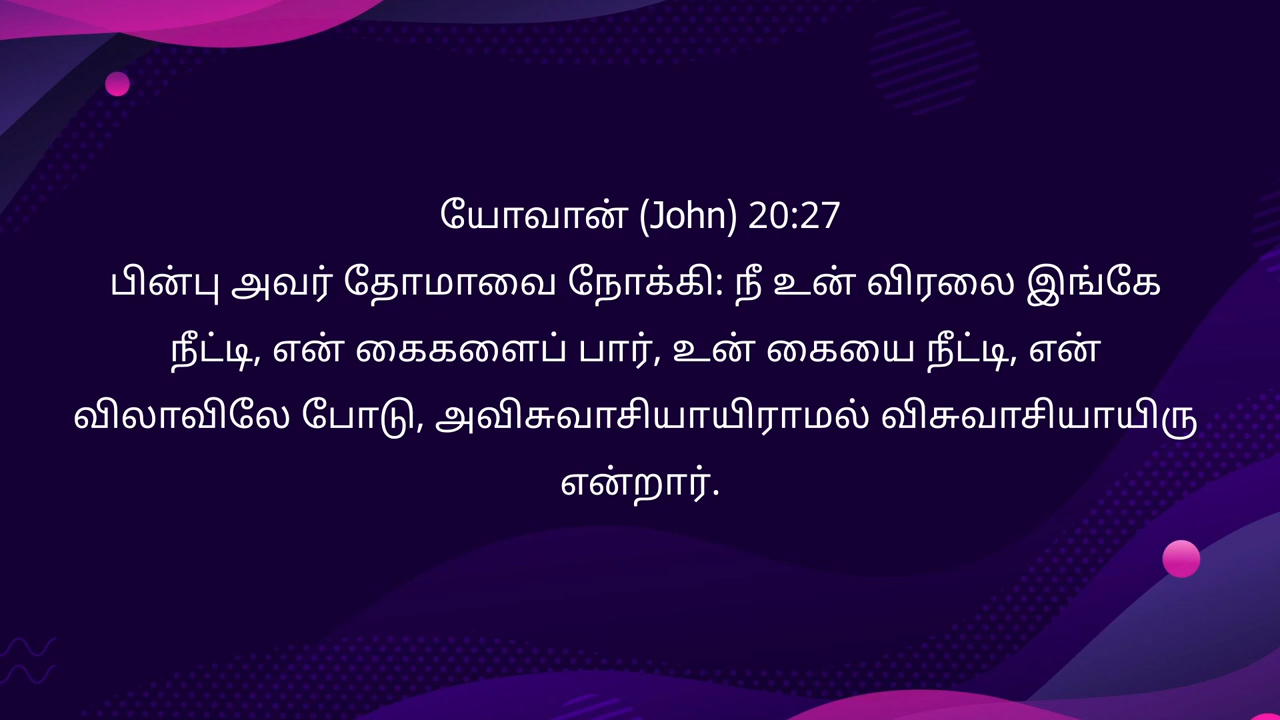 யோவான் (John) 20:27
பின்பு அவர் தோமாவை நோக்கி: நீ உன் விரலை இங்கே
நீட்டி, என் கைகளைப் பார், உன் கையை நீட்டி, என்
விலாவிலே போடு, அவிசுவாசியாயிராமல் விசுவாசியாயிரு
என்றார்.